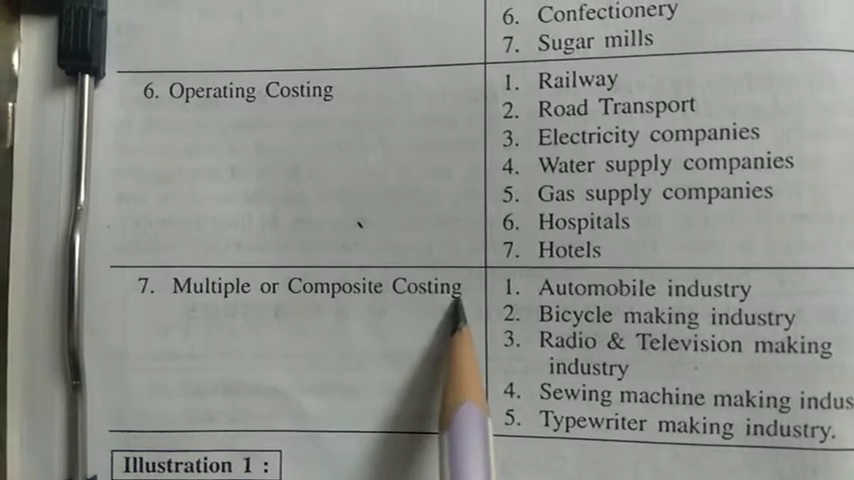 6. Confectionery
7. Sugar mills
6. Operating Costing
1. Railway
2. Road Transport
3. Electricity companies
4. Water supply companies
5. Gas supply companies
6. Hospitals
7. Hotels
7. Multiple or Composite Costing
1. Automobile industry
2. Bicycle making industry
3. Radio & Television making
industry
4. Sewing machine making indus
5. Typewriter making industry.
Illustration 1 :